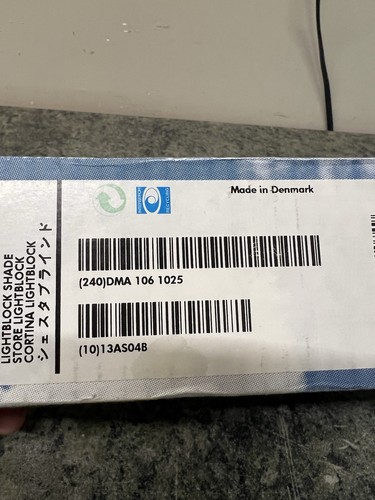 LIGHTBLOCK SHADE
STORE LIGHTBLOCK
CORTINA LIGHTBLOCK
シェスタブラインド
Made in Denmark
(240)DMA 106 1025
(10)13AS04B